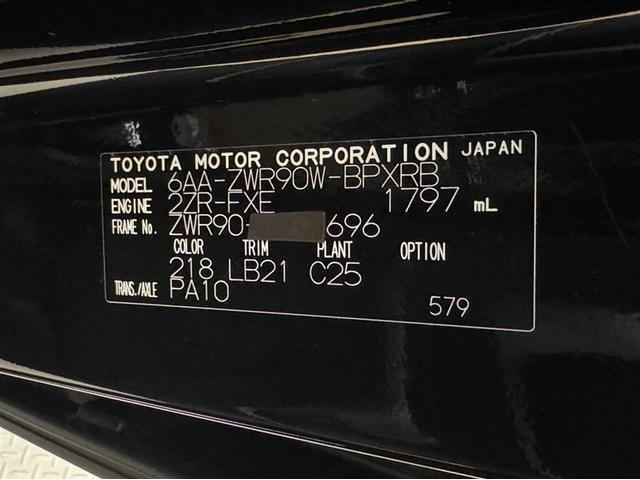 TOYOTA MOTOR CORPORATION JAPAN
MODEL 6AA-ZWR90W-BPXRB
ENGINE 2ZR-FXE 1797 mL
FRAME No. ZWR90- 696
COLOR TRIM PLANT OPTION
218 LB21 C25
TRANS./AXLE PA10
579